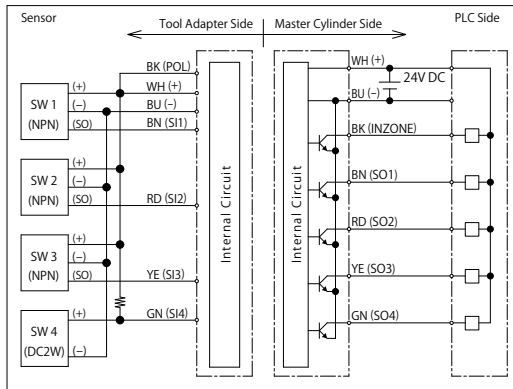 Sensor
Tool Adapter Side
Master Cylinder Side
PLC Side
SW 1
(NPN)
(+)
(−)
(SO)
SW 2
(NPN)
(+)
(−)
(SO)
SW 3
(NPN)
(+)
(−)
(SO)
SW 4
(DC2W)
(+)
(−)
BK (POL)
WH (+)
BU (−)
BN (SI1)
RD (SI2)
YE (SI3)
GN (SI4)
Internal Circuit
Internal Circuit
WH (+)
24V DC
BU (−)
BK (INZONE)
BN (SO1)
RD (SO2)
YE (SO3)
GN (SO4)